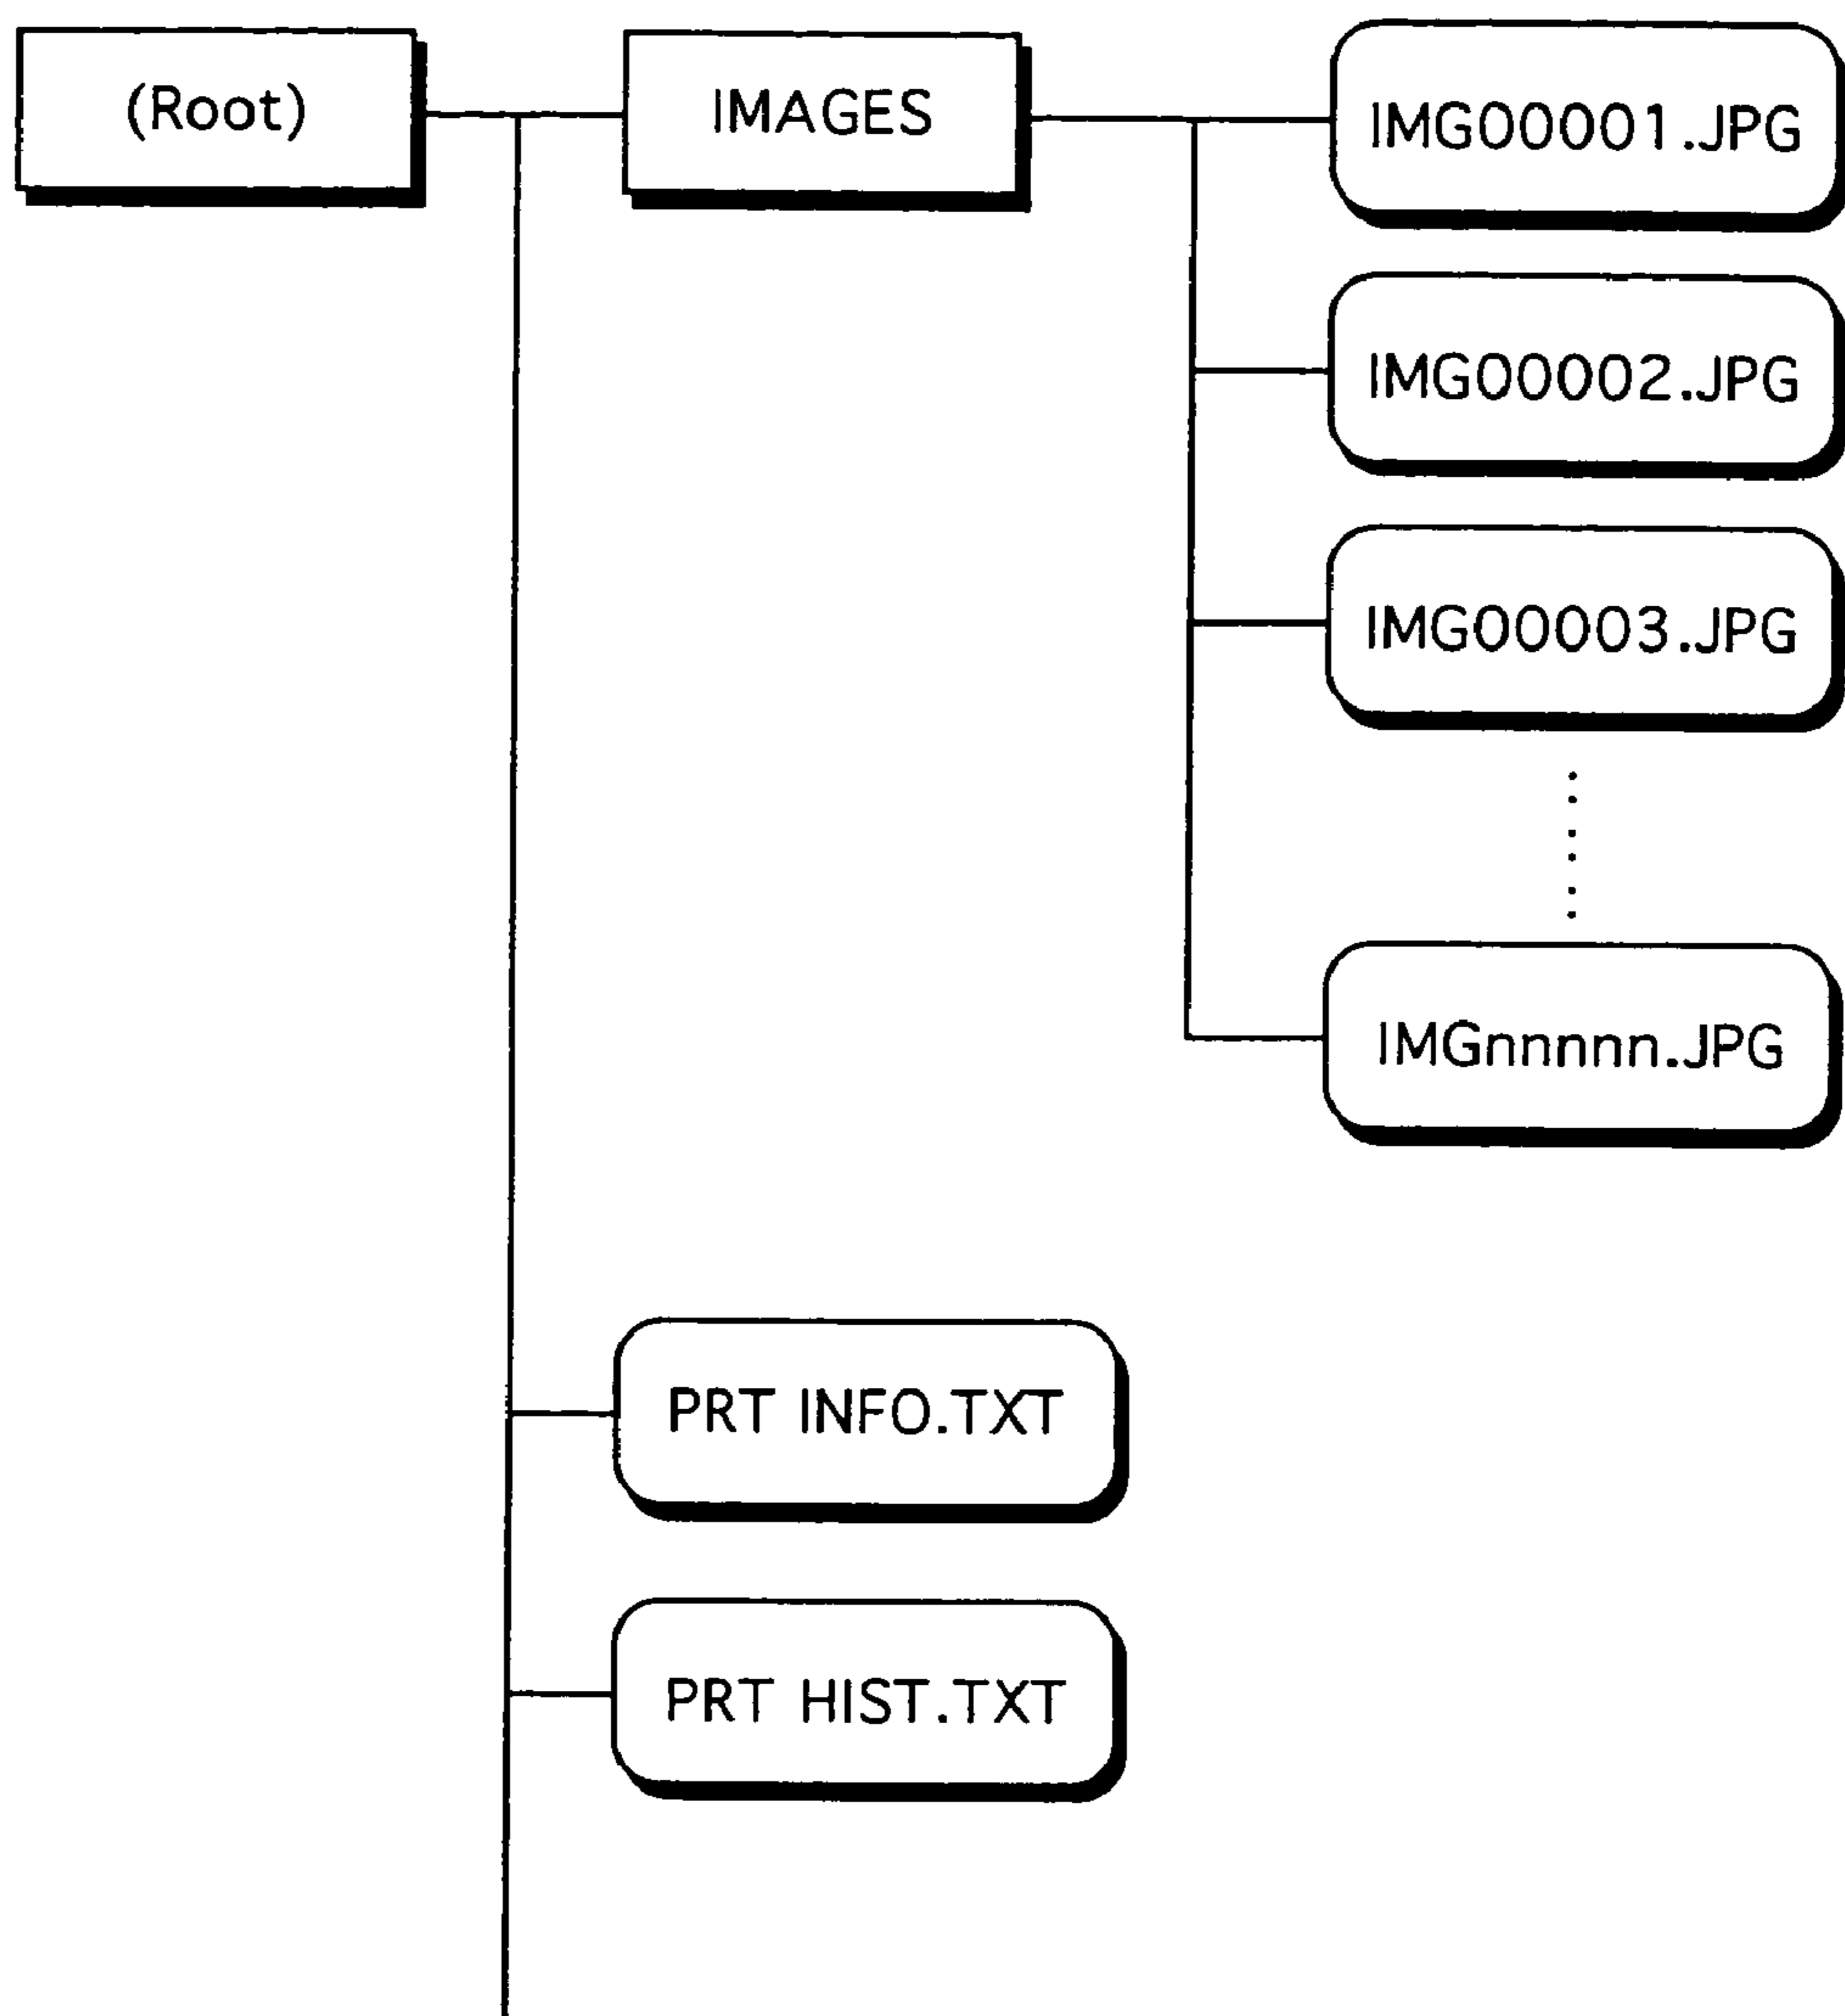 (Root)
IMAGES
IMG00001.JPG
IMG00002.JPG
IMG00003.JPG
IMGnnnnn.JPG
PRT INFO.TXT
PRT HIST.TXT